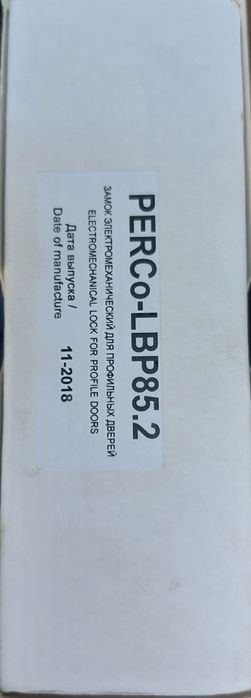 PERCo-LBP85.2
ЗАМОК ЭЛЕКТРОМЕХАНИЧЕСКИЙ ДЛЯ ПРОФИЛЬНЫХ ДВЕРЕЙ
ELECTROMECHANICAL LOCK FOR PROFILE DOORS
Дата выпуска / 11-2018
Date of manufacture